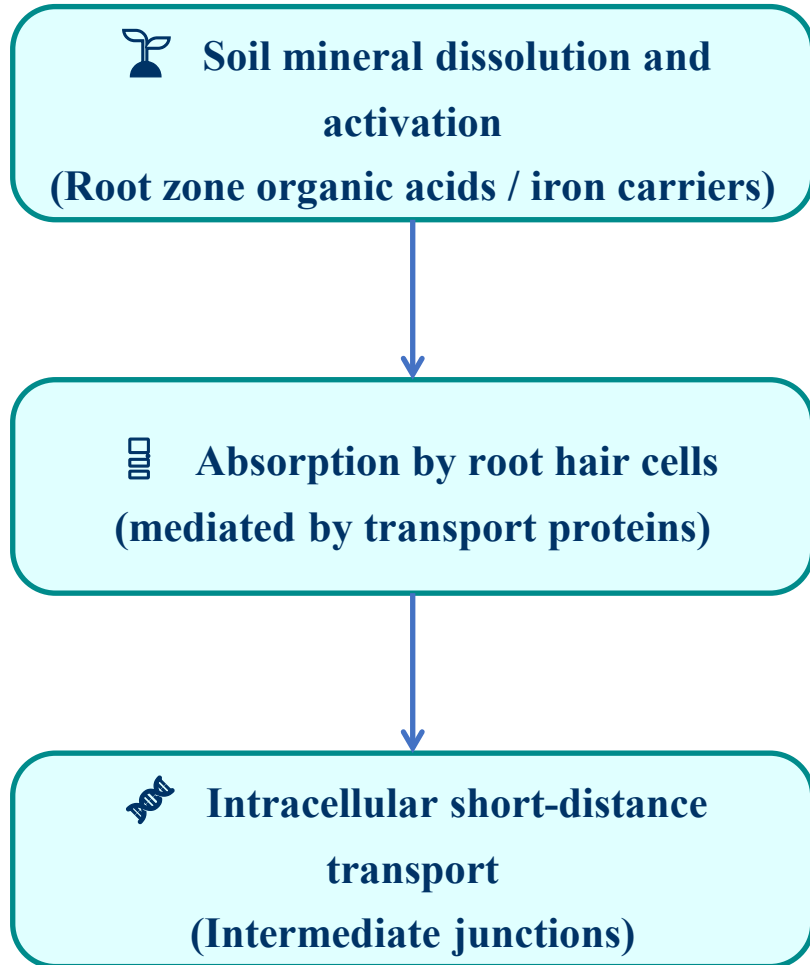 Soil mineral dissolution and
activation
(Root zone organic acids / iron carriers)
Absorption by root hair cells
(mediated by transport proteins)
Intracellular short-distance
transport
(Intermediate junctions)